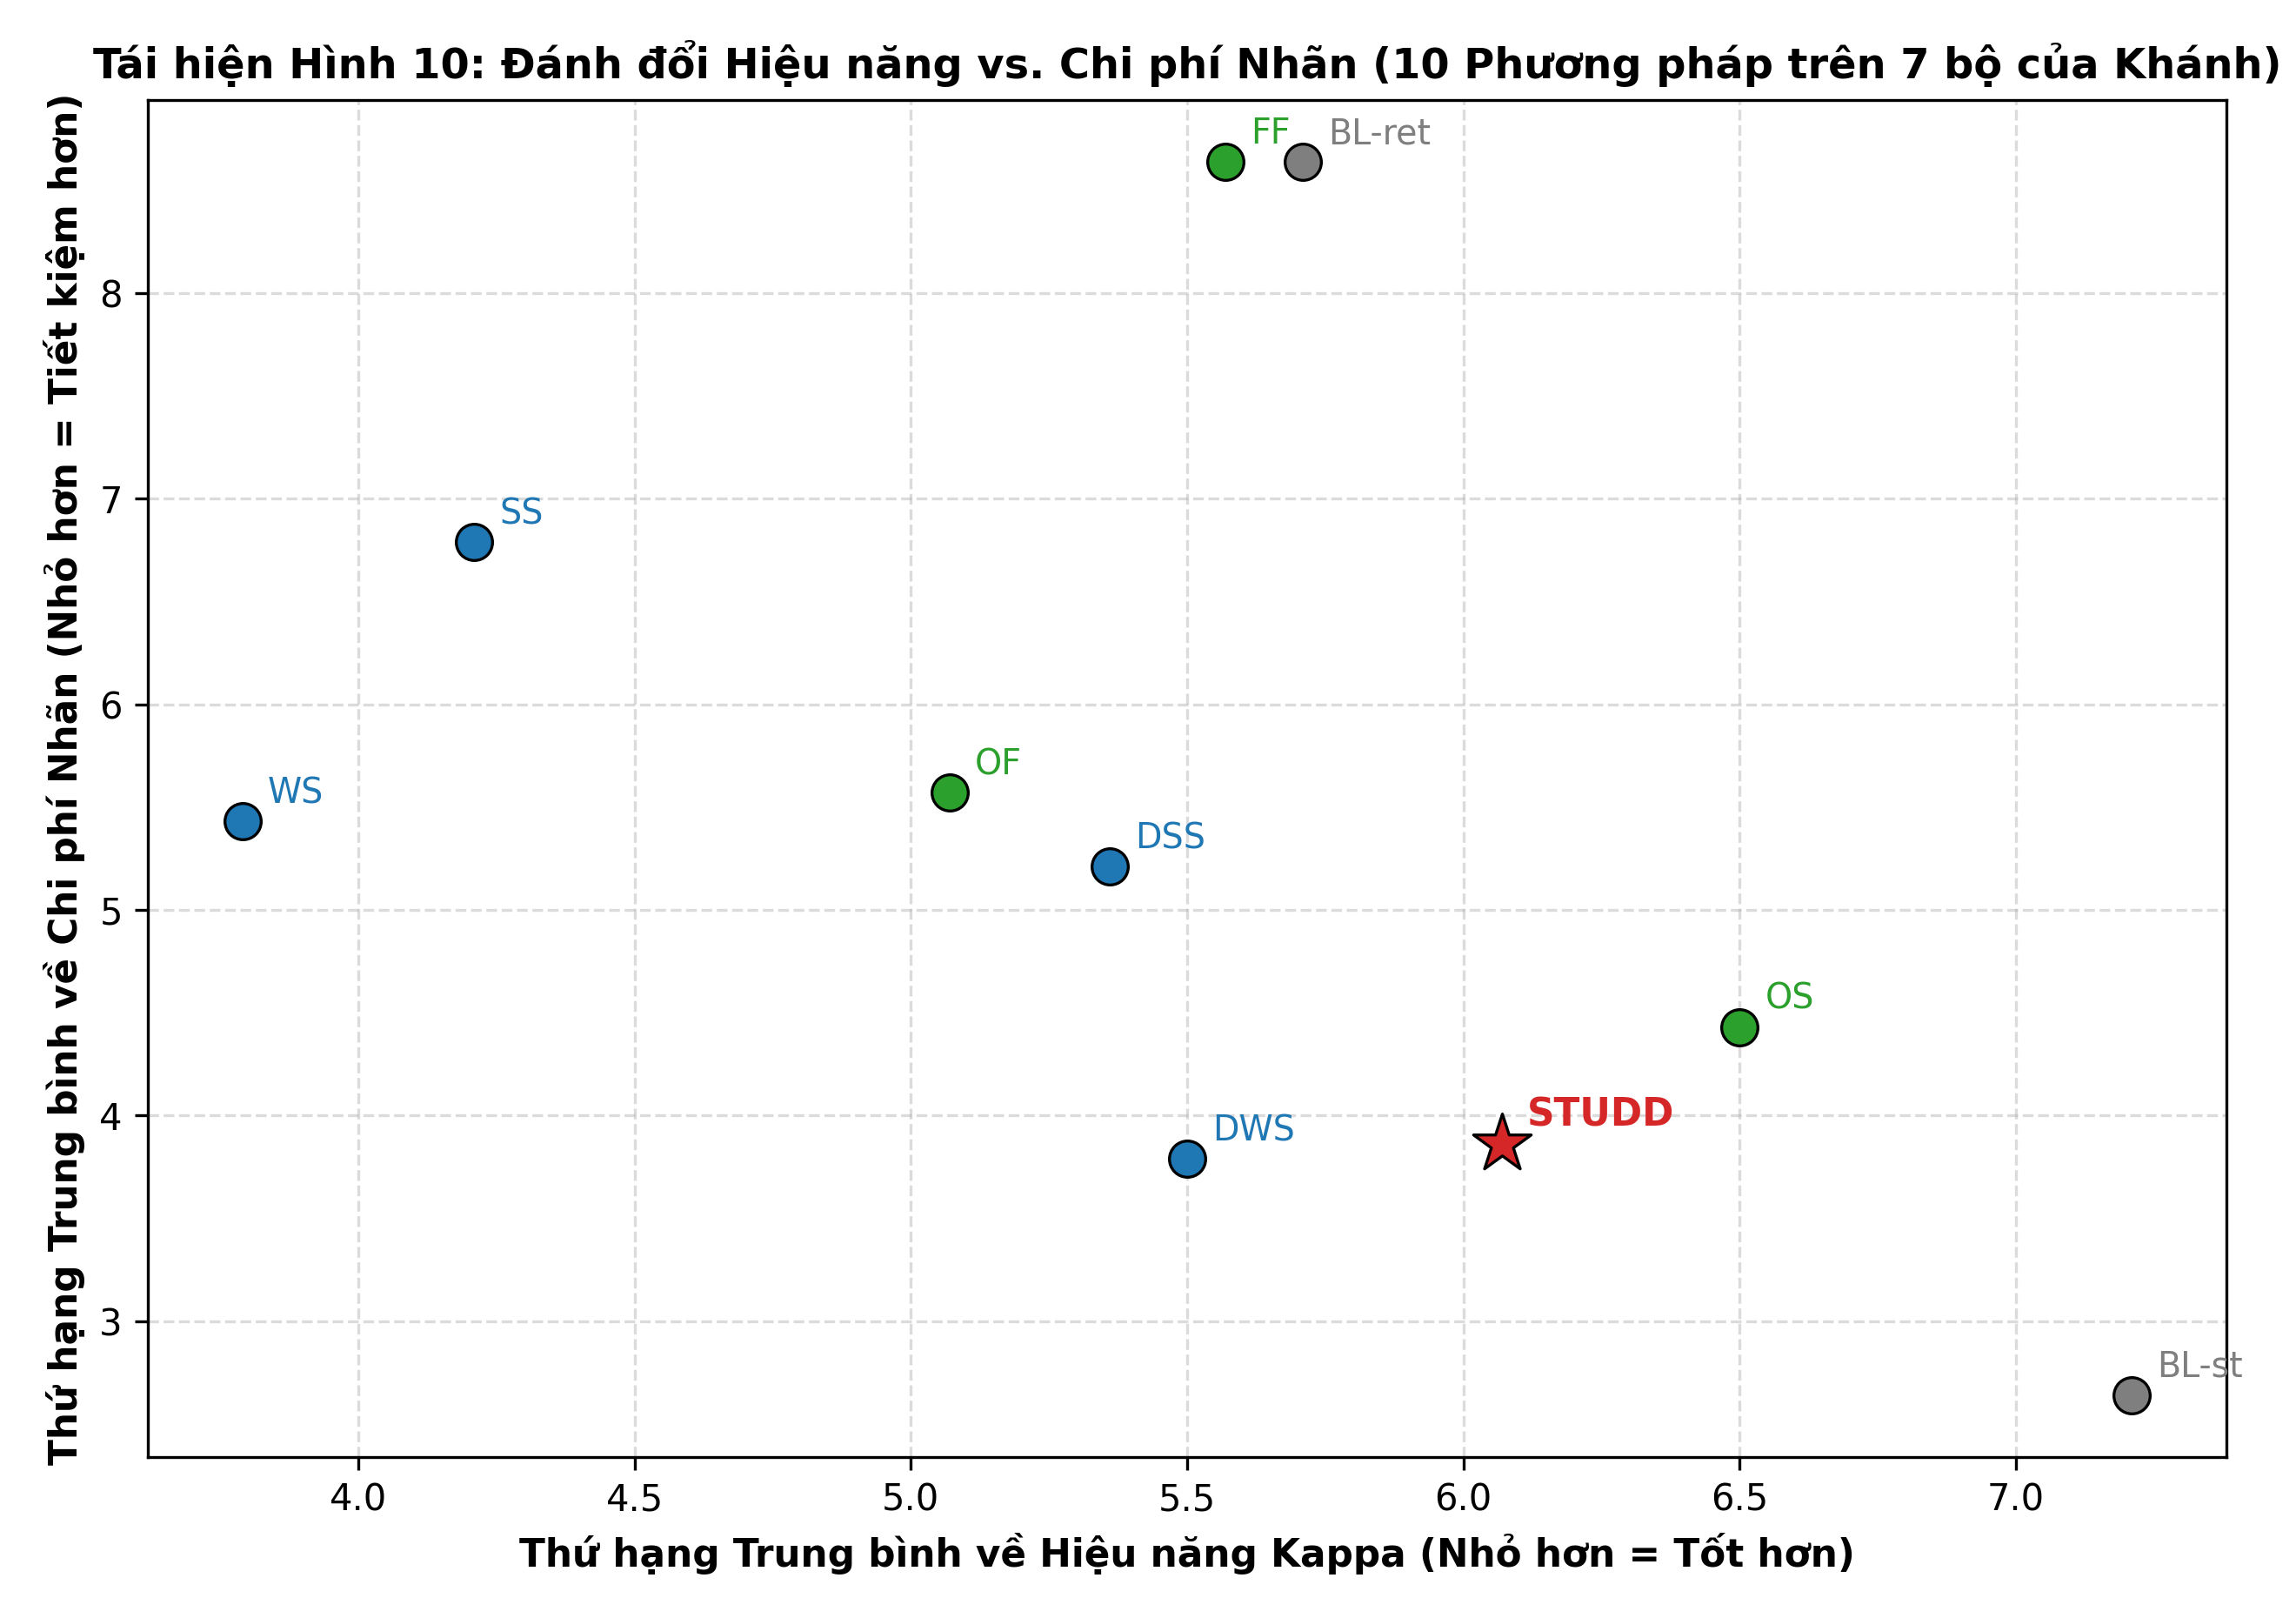 Tái hiện Hình 10: Đánh đổi Hiệu năng vs. Chi phí Nhãn (10 Phương pháp trên 7 bộ của Khánh)
Thứ hạng Trung bình về Chi phí Nhãn (Nhỏ hơn = Tiết kiệm hơn)
8
7
6
5
4
3
FF
BL-ret
SS
OF
WS
DSS
OS
STUDD
DWS
BL-st
4.0
4.5
5.0
5.5
6.0
6.5
7.0
Thứ hạng Trung bình về Hiệu năng Kappa (Nhỏ hơn = Tốt hơn)